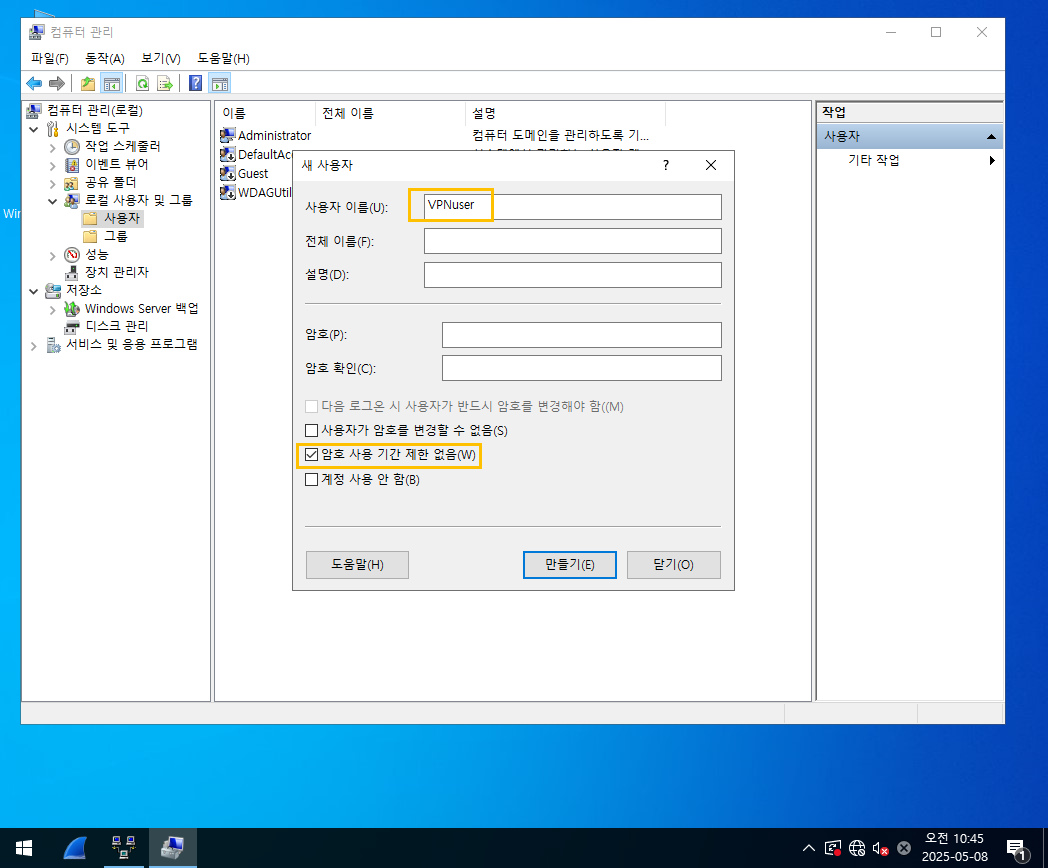 컴퓨터 관리
파일(F) 동작(A) 보기(V) 도움말(H)
컴퓨터 관리(로컬)
시스템 도구
작업 스케줄러
이벤트 뷰어
공유 폴더
로컬 사용자 및 그룹
사용자
그룹
성능
장치 관리자
저장소
Windows Server 백업
디스크 관리
서비스 및 응용 프로그램
이름 전체 이름 설명
Administrator 컴퓨터 도메인을 관리하도록 기...
DefaultAc
Guest
WDAGUtil
작업
사용자
기타 작업
새 사용자
?
사용자 이름(U): VPNuser
전체 이름(F):
설명(D):
암호(P):
암호 확인(C):
다음 로그온 시 사용자가 반드시 암호를 변경해야 함((M)
사용자가 암호를 변경할 수 없음(S)
암호 사용 기간 제한 없음(W)
계정 사용 안 함(B)
도움말(H) 만들기(E) 닫기(O)
Wir
오전 10:45
2025-05-08
1